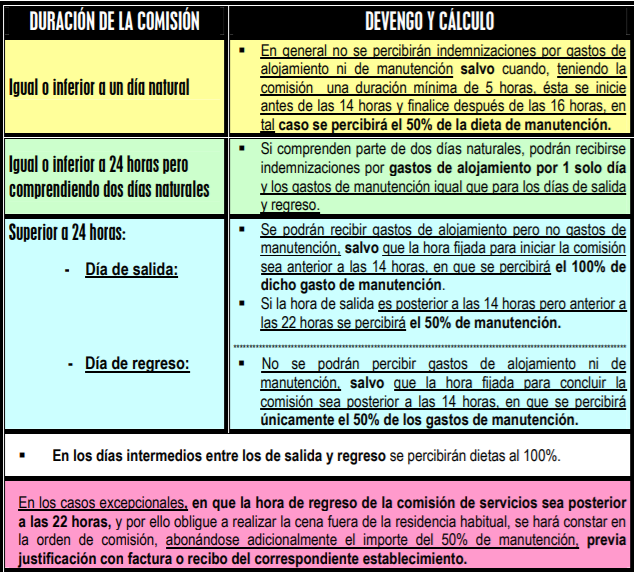 DURACIÓN DE LA COMISIÓN
DEVENGO Y CÁLCULO
Igual o inferior a un día natural
▪ En general no se percibirán indemnizaciones por gastos de
alojamiento ni de manutención salvo cuando, teniendo la
comisión una duración mínima de 5 horas, ésta se inicie
antes de las 14 horas y finalice después de las 16 horas, en
tal caso se percibirá el 50% de la dieta de manutención.
Igual o inferior a 24 horas pero
comprendiendo dos días naturales
▪ Si comprenden parte de dos días naturales, podrán recibirse
indemnizaciones por gastos de alojamiento por 1 solo día
y los gastos de manutención igual que para los días de salida
y regreso.
Superior a 24 horas:
- Día de salida:
▪ Se podrán recibir gastos de alojamiento pero no gastos de
manutención, salvo que la hora fijada para iniciar la comisión
sea anterior a las 14 horas, en que se percibirá el 100% de
dicho gasto de manutención.
▪ Si la hora de salida es posterior a las 14 horas pero anterior a
las 22 horas se percibirá el 50% de manutención.
- Día de regreso:
▪ No se podrán percibir gastos de alojamiento ni de
manutención, salvo que la hora fijada para concluir la
comisión sea posterior a las 14 horas, en que se percibirá
únicamente el 50% de los gastos de manutención.
▪ En los días intermedios entre los de salida y regreso se percibirán dietas al 100%.
En los casos excepcionales, en que la hora de regreso de la comisión de servicios sea posterior
a las 22 horas, y por ello obligue a realizar la cena fuera de la residencia habitual, se hará constar en
la orden de comisión, abonándose adicionalmente el importe del 50% de manutención, previa
justificación con factura o recibo del correspondiente establecimiento.